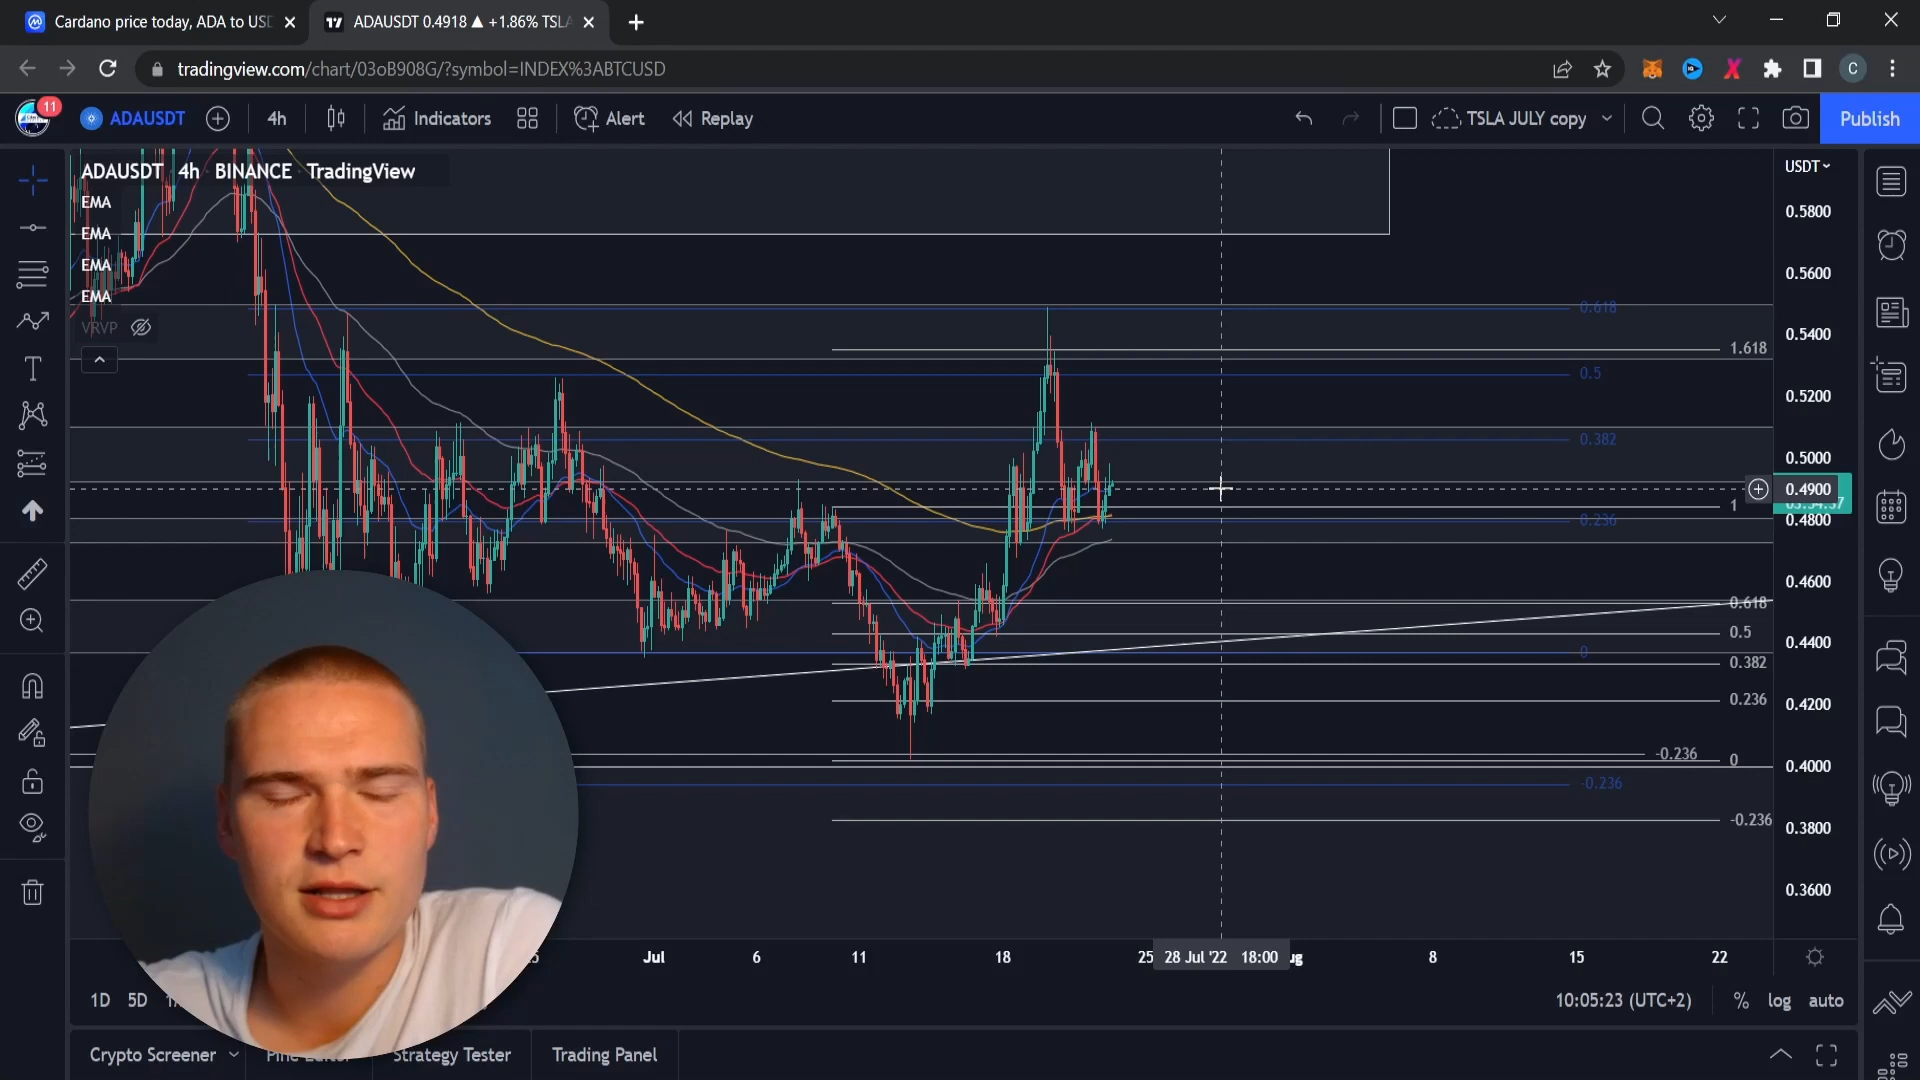 Cardano price today, ADA to USD
ADAUSDT 0.4918 ▲ +1.86% TSLA
tradingview.com/chart/03oB908G/?symbol=INDEX%3ABTCUSD
C
11
ADAUSDT
4h
Indicators
Alert
Replay
TSLA JULY copy
Publish
ADAUSDT 4h BINANCE TradingView
EMA
EMA
EMA
EMA
VRVP
USDT
0.5800
0.5600
0.5400
0.5200
0.5000
0.4900
0.4800
0.4600
0.4400
0.4200
0.4000
0.3800
0.3600
0.618
1.618
0.5
0.382
1
0.236
0.618
0.5
0
0.382
0.236
-0.236
0
-0.236
-0.236
Jul
6
11
18
25
28 Jul '22 18:00
8
15
22
1D
5D
10:05:23 (UTC+2)
%
log
auto
Crypto Screener
Pine Editor
Strategy Tester
Trading Panel